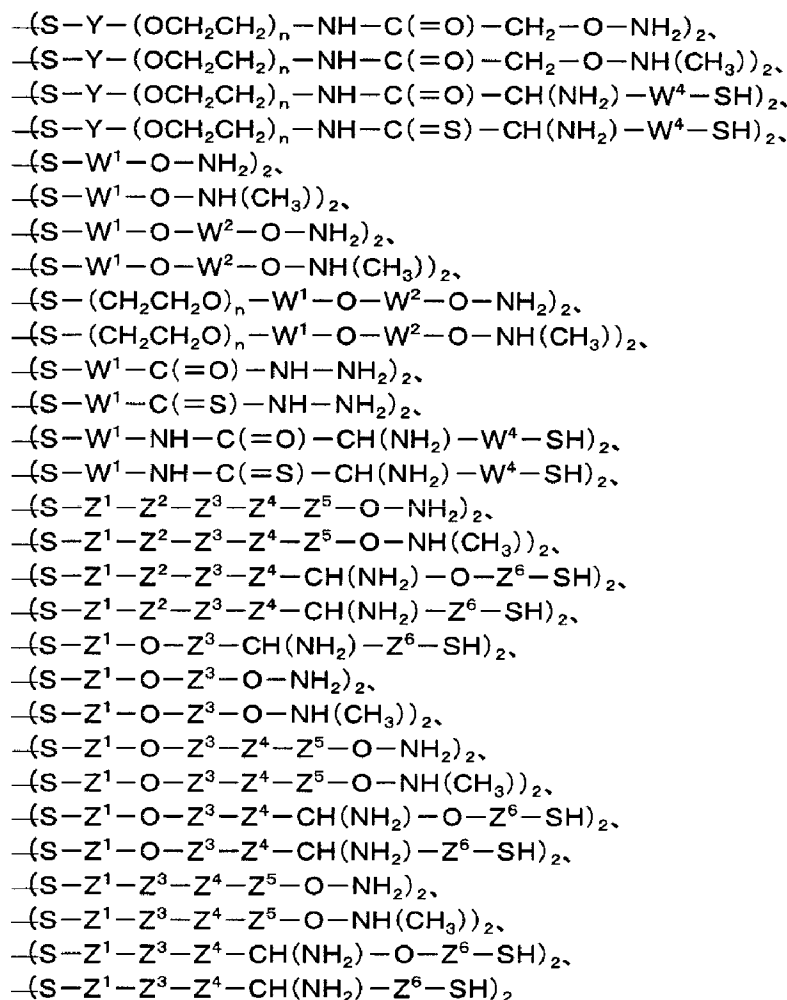 -(S-Y-(OCH₂CH₂)ₙ-NH-C(=O)-CH₂-O-NH₂)₂、
-(S-Y-(OCH₂CH₂)ₙ-NH-C(=O)-CH₂-O-NH(CH₃))₂、
-(S-Y-(OCH₂CH₂)ₙ-NH-C(=O)-CH(NH₂)-W⁴-SH)₂、
-(S-Y-(OCH₂CH₂)ₙ-NH-C(=S)-CH(NH₂)-W⁴-SH)₂、
-(S-W¹-O-NH₂)₂、
-(S-W¹-O-NH(CH₃))₂、
-(S-W¹-O-W²-O-NH₂)₂、
-(S-W¹-O-W²-O-NH(CH₃))₂、
-(S-(CH₂CH₂O)ₙ-W¹-O-W²-O-NH₂)₂、
-(S-(CH₂CH₂O)ₙ-W¹-O-W²-O-NH(CH₃))₂、
-(S-W¹-C(=O)-NH-NH₂)₂、
-(S-W¹-C(=S)-NH-NH₂)₂、
-(S-W¹-NH-C(=O)-CH(NH₂)-W⁴-SH)₂、
-(S-W¹-NH-C(=S)-CH(NH₂)-W⁴-SH)₂、
-(S-Z¹-Z²-Z³-Z⁴-Z⁵-O-NH₂)₂、
-(S-Z¹-Z²-Z³-Z⁴-Z⁵-O-NH(CH₃))₂、
-(S-Z¹-Z²-Z³-Z⁴-CH(NH₂)-O-Z⁶-SH)₂、
-(S-Z¹-Z²-Z³-Z⁴-CH(NH₂)-Z⁶-SH)₂、
-(S-Z¹-O-Z³-CH(NH₂)-Z⁶-SH)₂、
-(S-Z¹-O-Z³-O-NH₂)₂、
-(S-Z¹-O-Z³-O-NH(CH₃))₂、
-(S-Z¹-O-Z³-Z⁴-Z⁵-O-NH₂)₂、
-(S-Z¹-O-Z³-Z⁴-Z⁵-O-NH(CH₃))₂、
-(S-Z¹-O-Z³-Z⁴-CH(NH₂)-O-Z⁶-SH)₂、
-(S-Z¹-O-Z³-Z⁴-CH(NH₂)-Z�6-SH)₂、
-(S-Z¹-Z³-Z⁴-Z⁵-O-NH₂)₂、
-(S-Z¹-Z³-Z⁴-Z⁵-O-NH(CH₃))₂、
-(S-Z¹-Z³-Z⁴-CH(NH₂)-O-Z⁶-SH)₂、
-(S-Z¹-Z³-Z⁴-CH(NH₂)-Z⁶-SH)₂